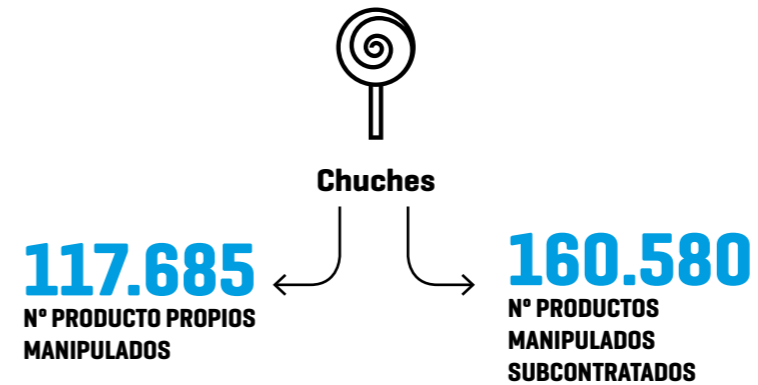 Chuches
117.685
Nº PRODUCTO PROPIOS
MANIPULADOS
160.580
Nº PRODUCTOS
MANIPULADOS
SUBCONTRATADOS